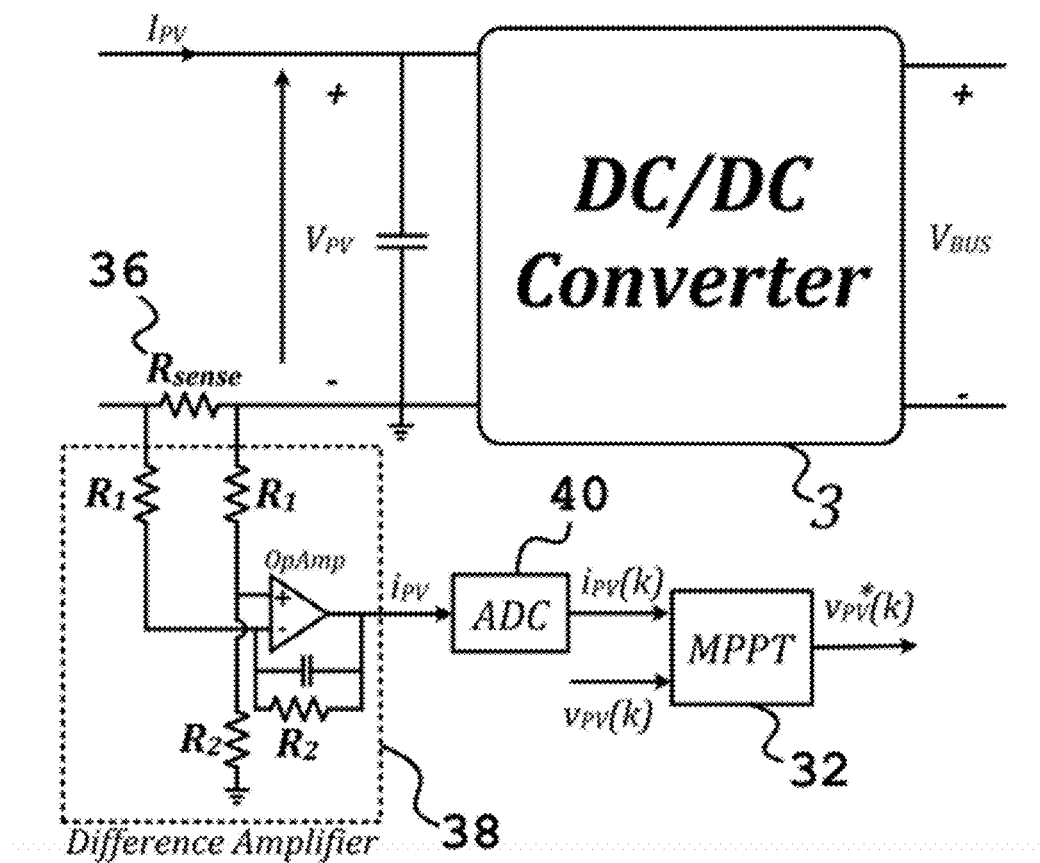 IPV
+
+
DC/DC
Converter
VPV
VBUS
36
Rsense
-
-
R1
R1
3
40
OpAmp
+
-
iPV
ADC
iPV(k)
MPPT
vPV*(k)
vPV(k)
R2
R2
32
38
Difference Amplifier